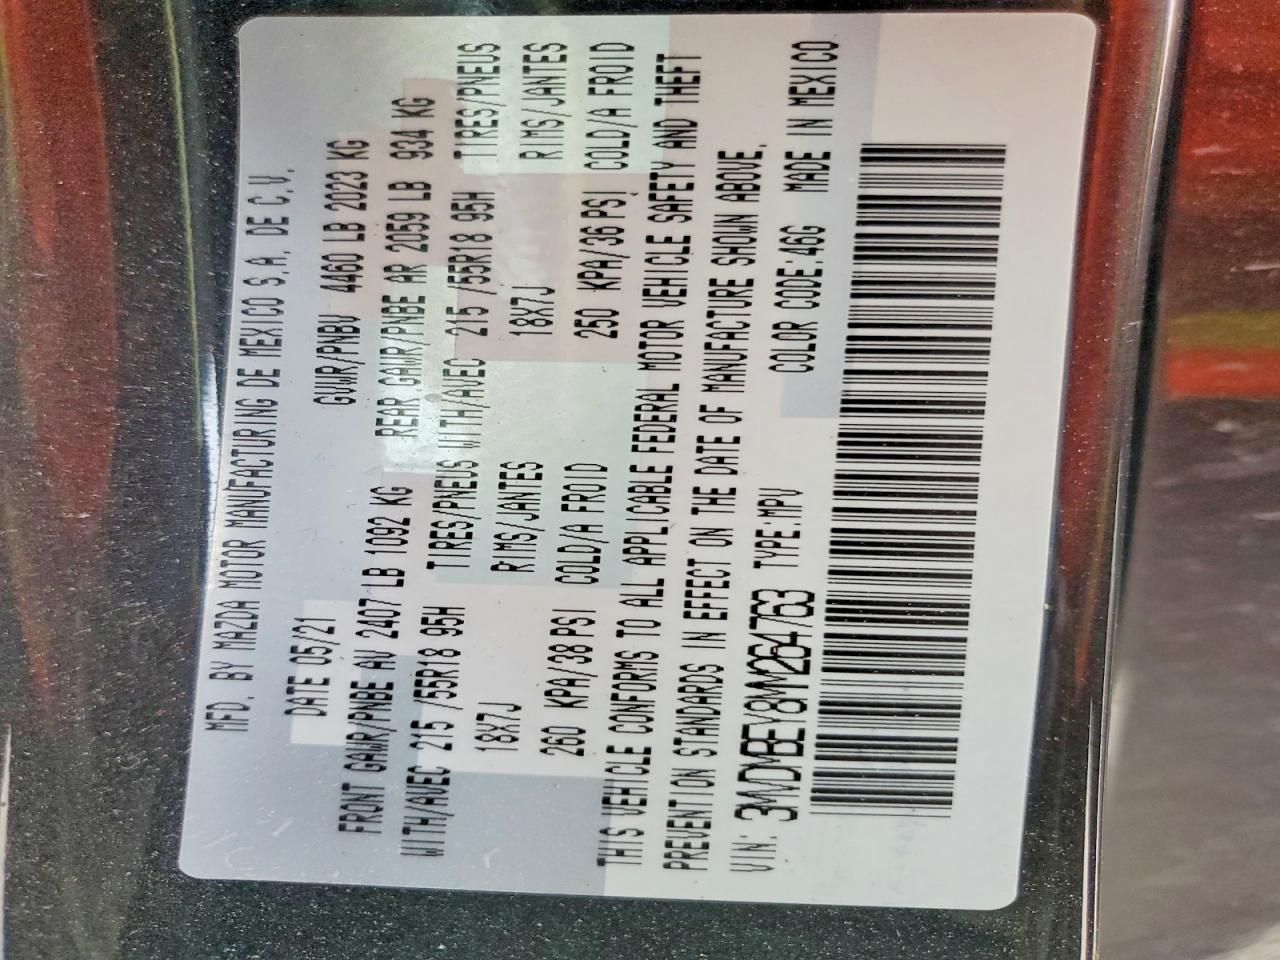 MFD. BY MAZDA MOTOR MANUFACTURING DE MEXICO S.A. DE C.V.
DATE 05/21 GVWR/PNBV 4460 LB 2023 KG
FRONT GAWR/PNBE AV 2407 LB 1092 KG REAR GAWR/PNBE AR 2059 LB 934 KG
WITH/AVEC 215 /55R18 95H TIRES/PNEUS WITH/AVEC 215 /55R18 95H TIRES/PNEUS
18X7J RIMS/JANTES 18X7J RIMS/JANTES
260 KPA/38PSI COLD/A FROID 250 KPA/36PSI COLD/A FROID
THIS VEHICLE CONFORMS TO ALL APPLICABLE FEDERAL MOTOR VEHICLE SAFETY AND THEFT
PREVENTION STANDARDS IN EFFECT ON THE DATE OF MANUFACTURE SHOWN ABOVE.
VIN: 3MVDMBEY8MM264763 TYPE:MPV COLOR CODE:46G MADE IN MEXICO